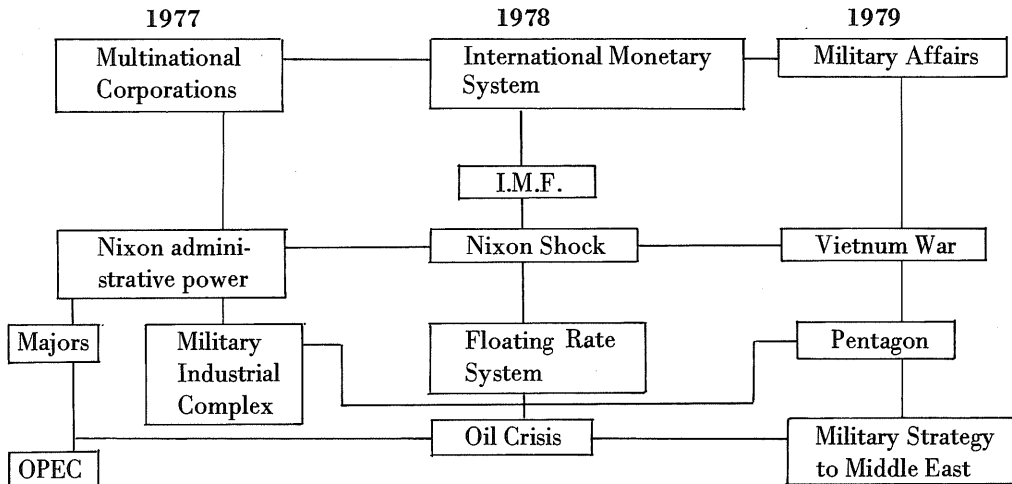 1977
1978
1979
Multinational
Corporations
International Monetary
System
Military Affairs
I.M.F.
Nixon admini-
strative power
Nixon Shock
Vietnum War
Majors
Military
Industrial
Complex
Floating Rate
System
Pentagon
OPEC
Oil Crisis
Military Strategy
to Middle East